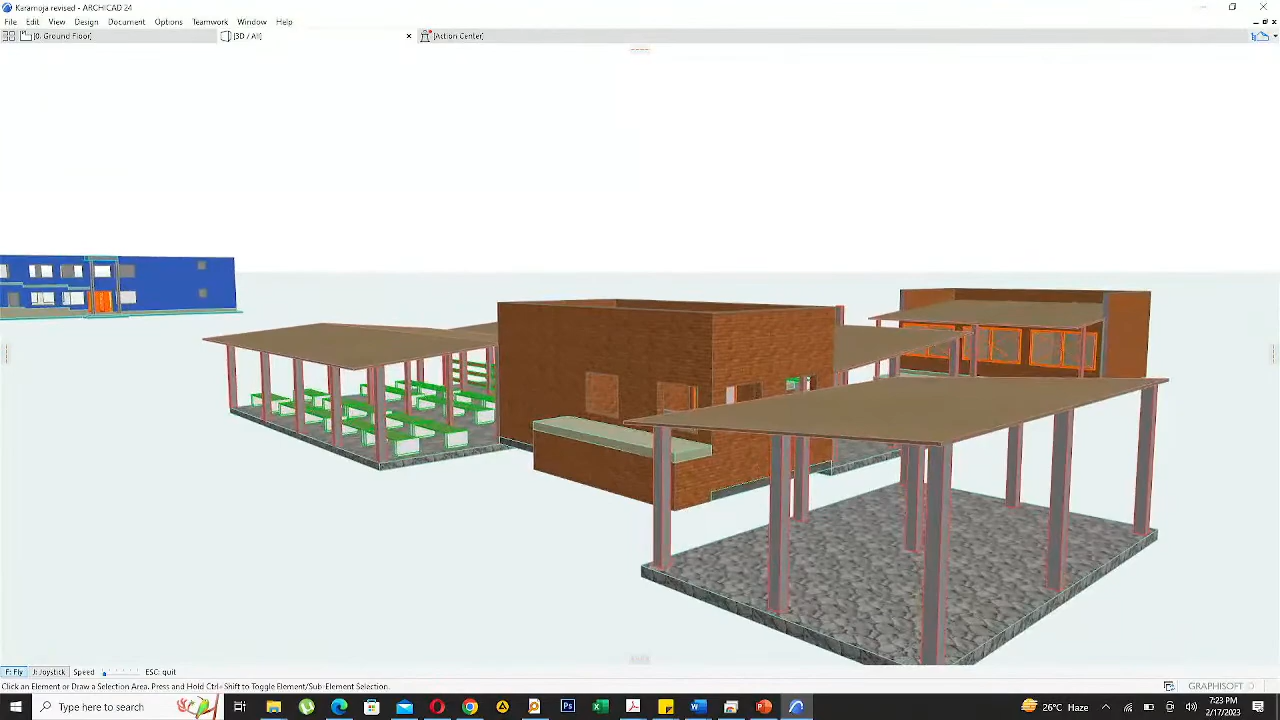 Karamoja revised - ARCHICAD 24
File Edit View Design Document Options Teamwork Window Help
[0. Ground Floor] [3D / All] [Action Center]
F: Fly J: Joystick Speed ESC: quit
Click an Element or Draw a Selection Area. Press and Hold Ctrl+Shift to Toggle Element/Sub-Element Selection.
GRAPHISOFT
Type here to search
26°C Haze
7:23 PM
2/17/2023